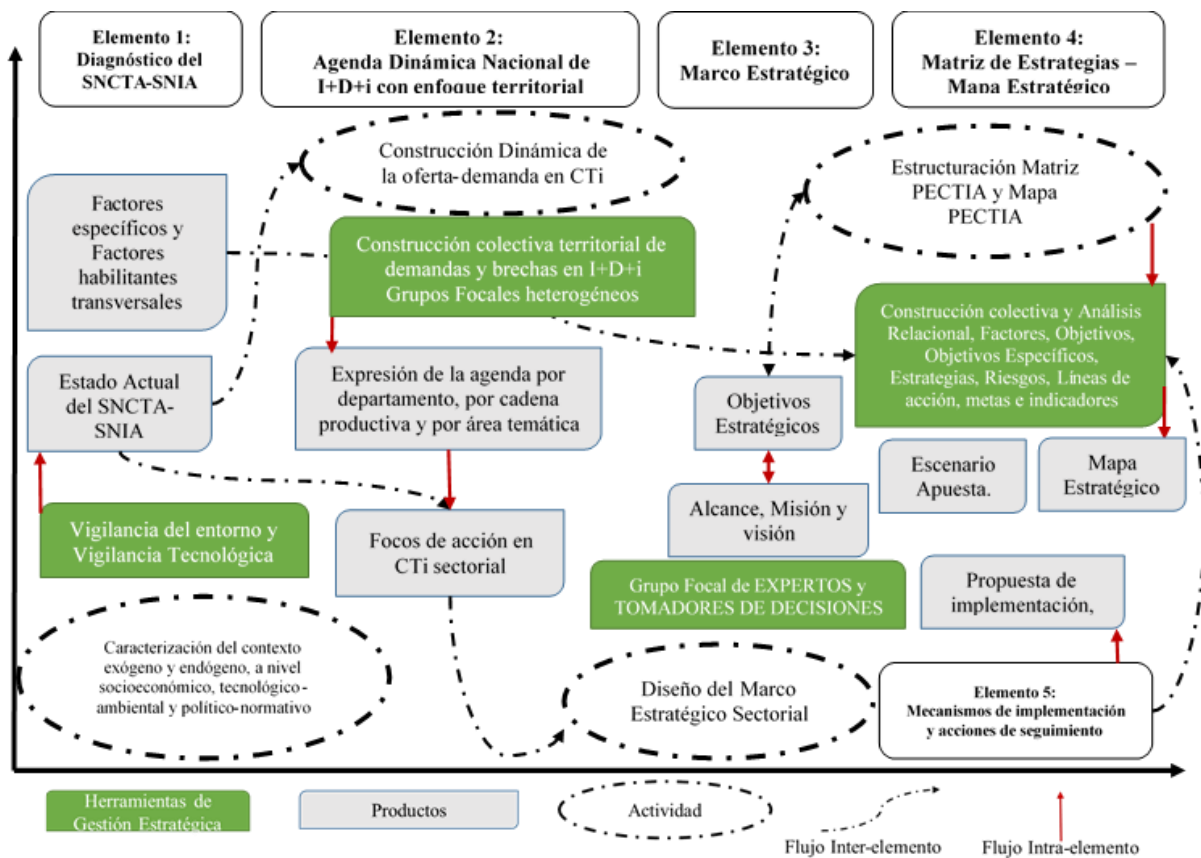 Elemento 1:
Diagnóstico del
SNCTA-SNIA
Elemento 2:
Agenda Dinámica Nacional de
I+D+i con enfoque territorial
Elemento 3:
Marco Estratégico
Elemento 4:
Matriz de Estrategias –
Mapa Estratégico
Factores
específicos y
Factores
habilitantes
transversales
Estado Actual
del SNCTA-
SNIA
Vigilancia del entorno y
Vigilancia Tecnológica
Caracterización del contexto
exógeno y endógeno, a nivel
socioeconómico, tecnológico-
ambiental y político-normativo
Construcción Dinámica de
la oferta-demanda en CTi
Construcción colectiva territorial de
demandas y brechas en I+D+i
Grupos Focales heterogéneos
Expresión de la agenda por
departamento, por cadena
productiva y por área temática
Focos de acción en
CTi sectorial
Objetivos
Estratégicos
Alcance, Misión y
visión
Grupo Focal de EXPERTOS y
TOMADORES DE DECISIONES
Diseño del Marco
Estratégico Sectorial
Estructuración Matriz
PECTIA y Mapa
PECTIA
Construcción colectiva y Análisis
Relacional, Factores, Objetivos,
Objetivos Específicos,
Estrategias, Riesgos, Líneas de
acción, metas e indicadores
Escenario
Apuesta.
Mapa
Estratégico
Propuesta de
implementación,
Elemento 5:
Mecanismos de implementación
y acciones de seguimiento
Herramientas de
Gestión Estratégica
Productos
Actividad
Flujo Inter-elemento
Flujo Intra-elemento